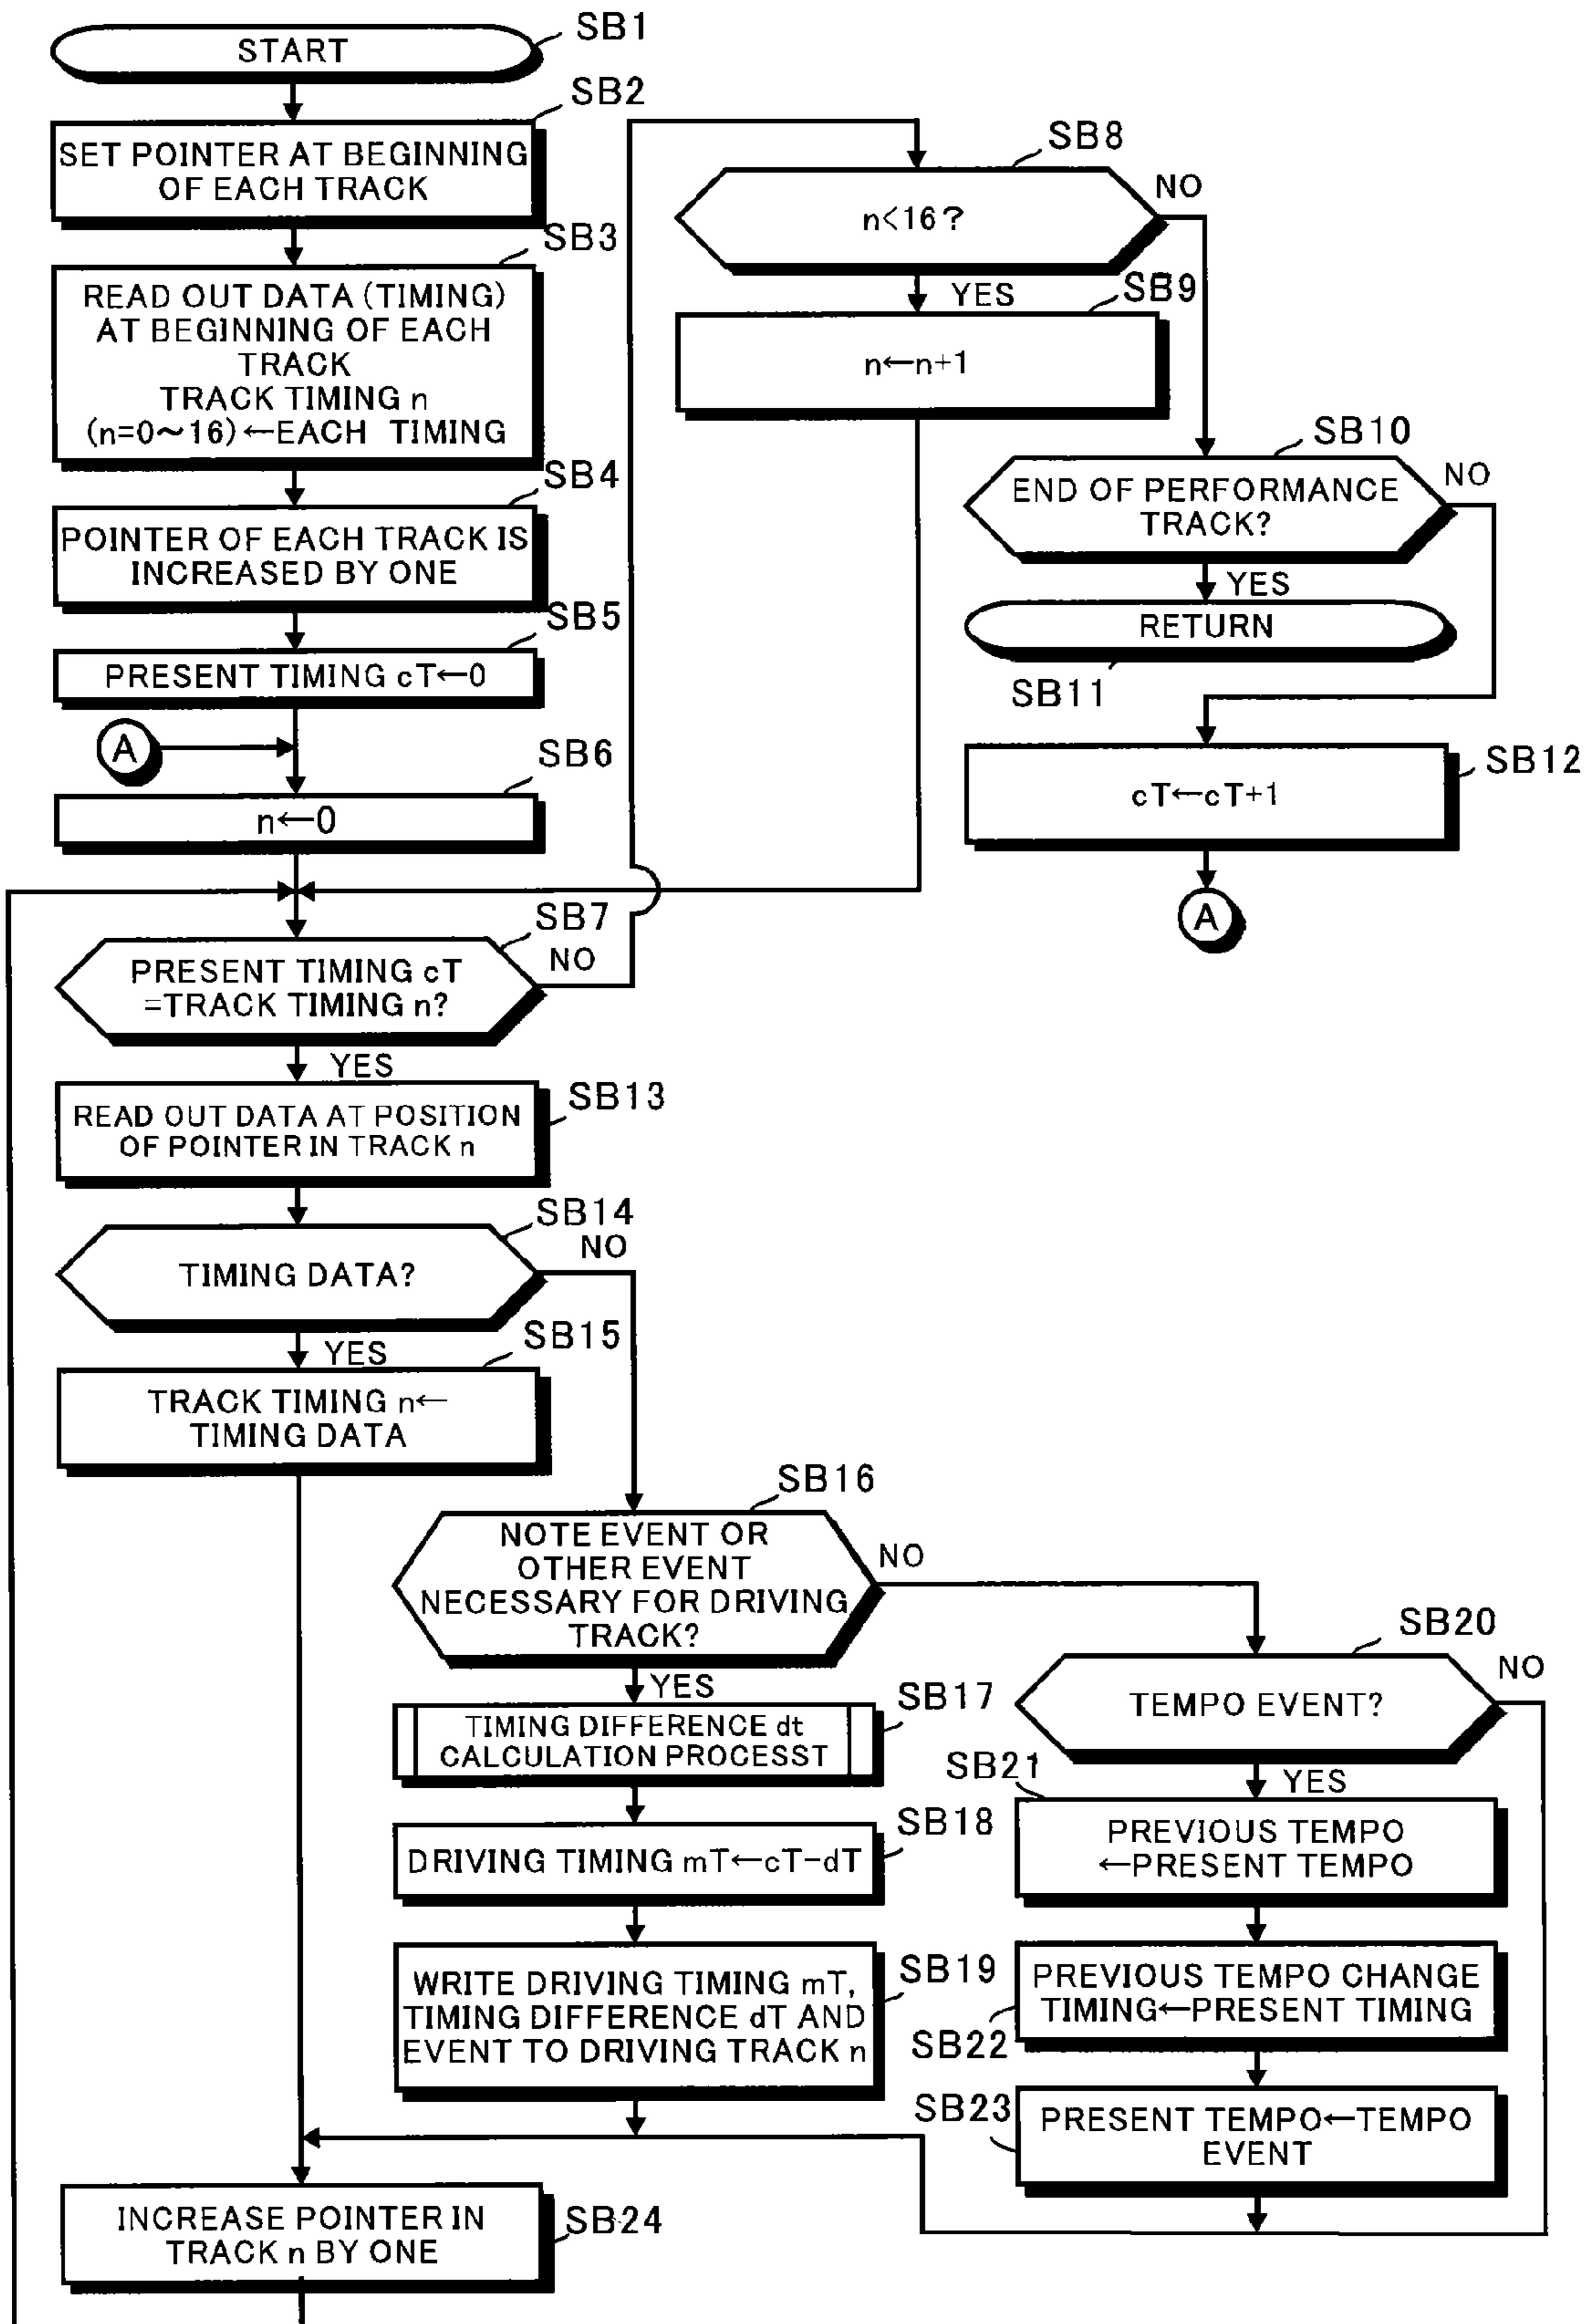 START
SB1
SB2
SET POINTER AT BEGINNING
OF EACH TRACK
SB3
READ OUT DATA (TIMING)
AT BEGINNING OF EACH
TRACK
TRACK TIMING n
(n=0～16)←EACH TIMING
SB4
POINTER OF EACH TRACK IS
INCREASED BY ONE
SB5
PRESENT TIMING cT←0
A
SB6
n←0
SB7
PRESENT TIMING cT
=TRACK TIMING n?
NO
YES
SB8
n<16?
NO
YES
SB9
n←n+1
SB10
END OF PERFORMANCE
TRACK?
NO
YES
RETURN
SB11
SB12
cT←cT+1
A
SB13
READ OUT DATA AT POSITION
OF POINTER IN TRACK n
SB14
NO
TIMING DATA?
YES
SB15
TRACK TIMING n←
TIMING DATA
SB16
NOTE EVENT OR
OTHER EVENT
NECESSARY FOR DRIVING
TRACK?
NO
YES
SB17
TIMING DIFFERENCE dt
CALCULATION PROCESST
SB18
DRIVING TIMING mT←cT-dT
SB19
WRITE DRIVING TIMING mT,
TIMING DIFFERENCE dT AND
EVENT TO DRIVING TRACK n
SB20
NO
TEMPO EVENT?
YES
SB21
PREVIOUS TEMPO
←PRESENT TEMPO
SB22
PREVIOUS TEMPO CHANGE
TIMING←PRESENT TIMING
SB23
PRESENT TEMPO←TEMPO
EVENT
SB24
INCREASE POINTER IN
TRACK n BY ONE